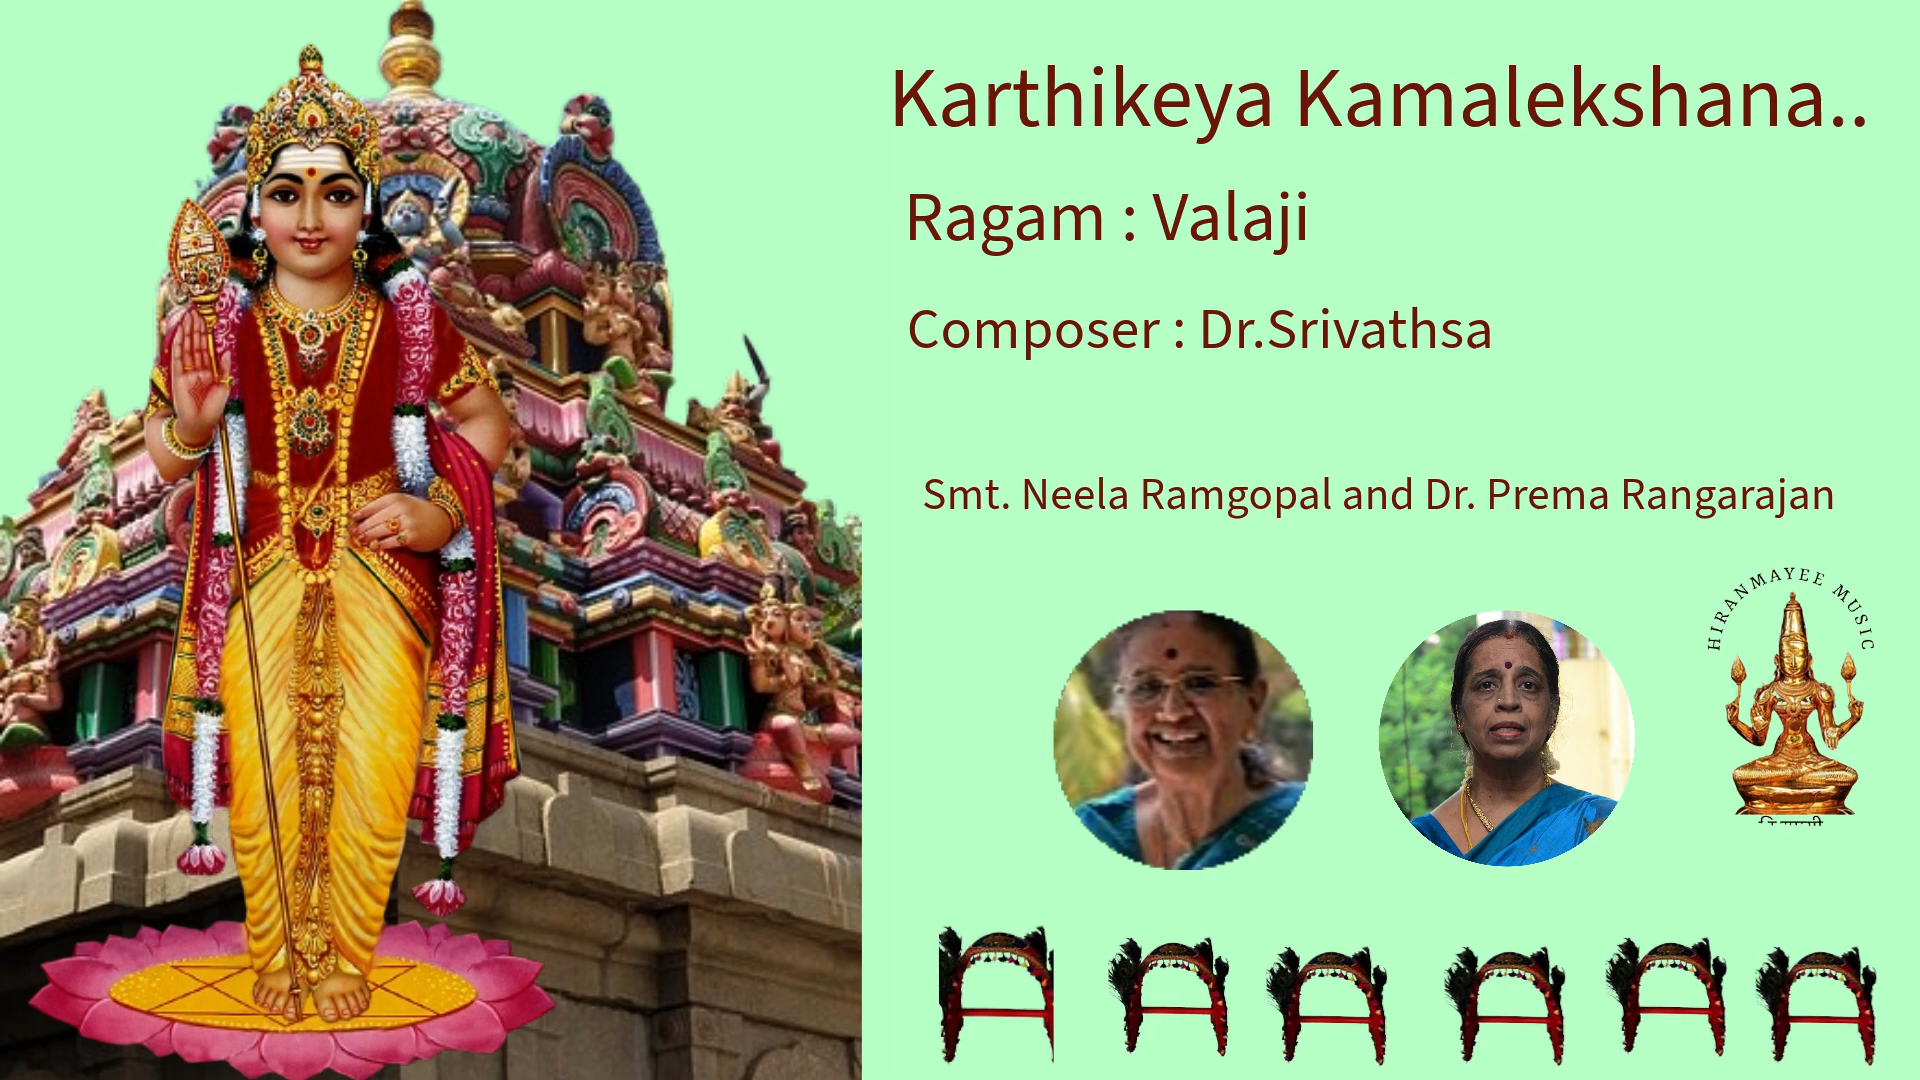 Karthikeya Kamalekshana..
Ragam : Valaji
Composer : Dr.Srivathsa
Smt. Neela Ramgopal and Dr. Prema Rangarajan
HIRANMAYEE MUSIC